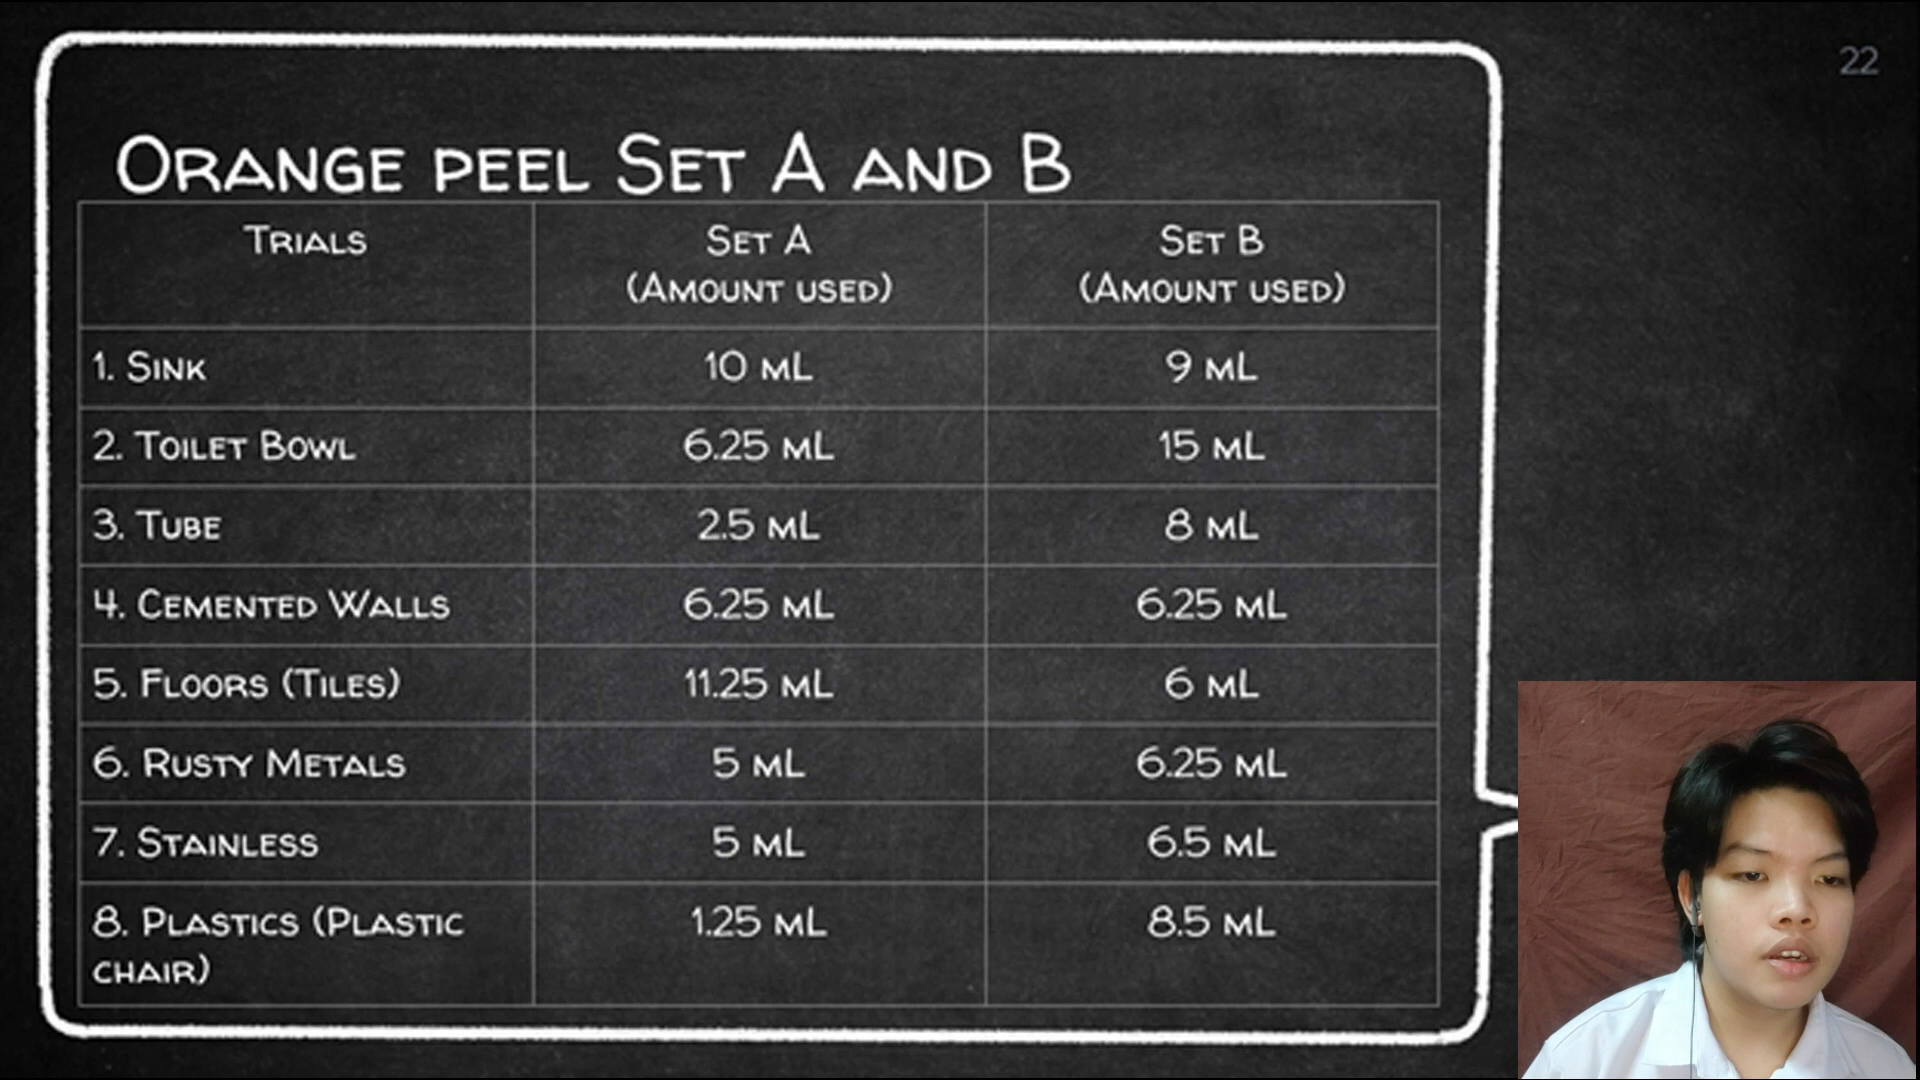 22
Orange peel Set A and B
Trials
Set A
(Amount used)
Set B
(Amount used)
1. Sink
10 mL
9 mL
2. Toilet Bowl
6.25 mL
15 mL
3. Tube
2.5 mL
8 mL
4. Cemented Walls
6.25 mL
6.25 mL
5. Floors (Tiles)
11.25 mL
6 mL
6. Rusty Metals
5 mL
6.25 mL
7. Stainless
5 mL
6.5 mL
8. Plastics (Plastic
chair)
1.25 mL
8.5 mL